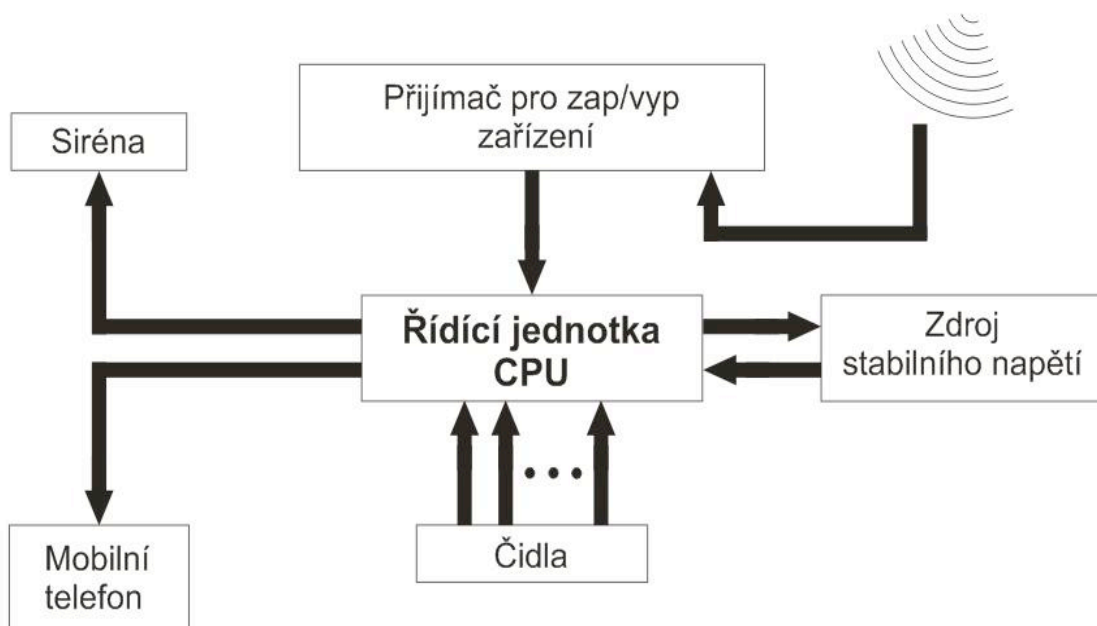 Přijímač pro zap/vyp
zařízení
Siréna
Řídící jednotka
CPU
Zdroj
stabilního napětí
Čidla
Mobilní
telefon